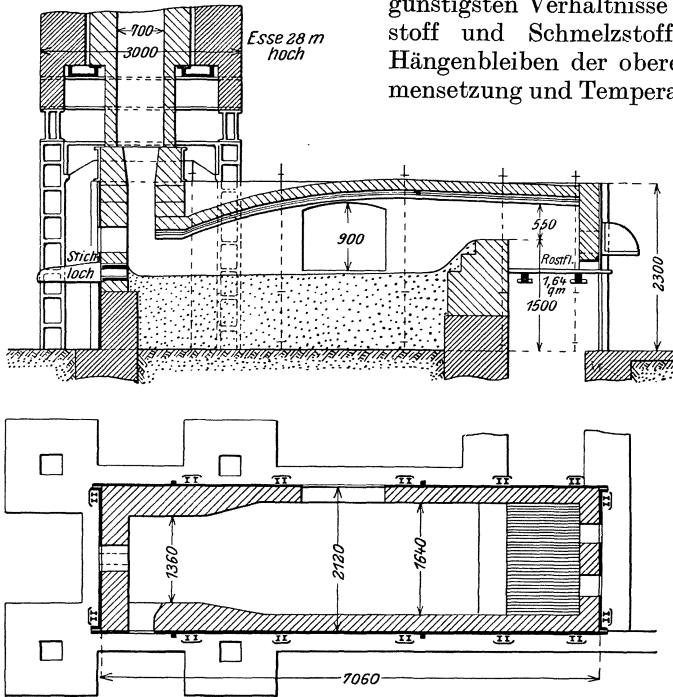 günstigsten Verhältnisse
stoff und Schmelzstoff
Hängenbleiben der obere
mensetzung und Tempera
Esse 28 m
hoch
700
3000
Stich-
loch
900
550
Rostfl.
1,64
qm
1500
2300
1360
2120
1640
7060